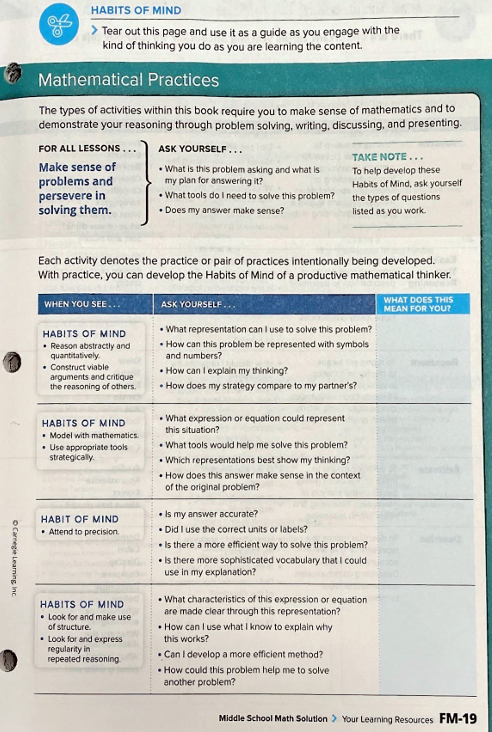 HABITS OF MIND
Tear out this page and use it as a guide as you engage with the
kind of thinking you do as you are learning the content.
Mathematical Practices
The types of activities within this book require you to make sense of mathematics and to
demonstrate your reasoning through problem solving, writing, discussing, and presenting.
FOR ALL LESSONS . . .
Make sense of
problems and
persevere in
solving them.
ASK YOURSELF . . .
• What is this problem asking and what is
my plan for answering it?
• What tools do I need to solve this problem?
• Does my answer make sense?
TAKE NOTE . . .
To help develop these
Habits of Mind, ask yourself
the types of questions
listed as you work.
Each activity denotes the practice or pair of practices intentionally being developed.
With practice, you can develop the Habits of Mind of a productive mathematical thinker.
WHEN YOU SEE . . .
ASK YOURSELF . . .
WHAT DOES THIS
MEAN FOR YOU?
HABITS OF MIND
• Reason abstractly and
quantitatively.
• Construct viable
arguments and critique
the reasoning of others.
• What representation can I use to solve this problem?
• How can this problem be represented with symbols
and numbers?
• How can I explain my thinking?
• How does my strategy compare to my partner's?
HABITS OF MIND
• Model with mathematics.
• Use appropriate tools
strategically.
• What expression or equation could represent
this situation?
• What tools would help me solve this problem?
• Which representations best show my thinking?
• How does this answer make sense in the context
of the original problem?
HABIT OF MIND
• Attend to precision.
• Is my answer accurate?
• Did I use the correct units or labels?
• Is there a more efficient way to solve this problem?
• Is there more sophisticated vocabulary that I could
use in my explanation?
HABITS OF MIND
• Look for and make use
of structure.
• Look for and express
regularity in
repeated reasoning.
• What characteristics of this expression or equation
are made clear through this representation?
• How can I use what I know to explain why
this works?
• Can I develop a more efficient method?
• How could this problem help me to solve
another problem?
© Carnegie Learning, Inc.
Middle School Math Solution > Your Learning Resources FM-19